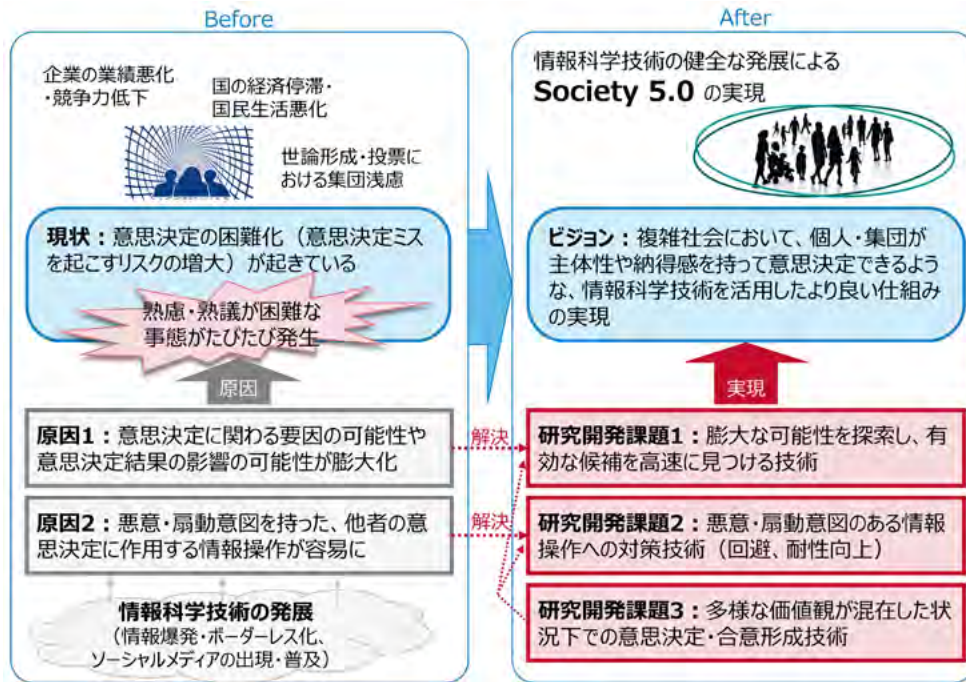 Before
企業の業績悪化
・競争力低下
国の経済停滞・
国民生活悪化
世論形成・投票に
おける集団浅慮
現状：意思決定の困難化（意思決定ミス
を起こすリスクの増大）が起きている
熟慮・熟議が困難な
事態がたびたび発生
原因
原因1：意思決定に関わる要因の可能性や
意思決定結果の影響の可能性が膨大化
原因2：悪意・扇動意図を持った、他者の意
思決定に作用する情報操作が容易に
情報科学技術の発展
（情報爆発・ボーダーレス化、
ソーシャルメディアの出現・普及）
解決
解決
After
情報科学技術の健全な発展による
Society 5.0 の実現
ビジョン：複雑社会において、個人・集団が
主体性や納得感を持って意思決定できるよう
な、情報科学技術を活用したより良い仕組み
の実現
実現
研究開発課題1：膨大な可能性を探索し、有
効な候補を高速に見つける技術
研究開発課題2：悪意・扇動意図のある情報
操作への対策技術（回避、耐性向上）
研究開発課題3：多様な価値観が混在した状
況下での意思決定・合意形成技術